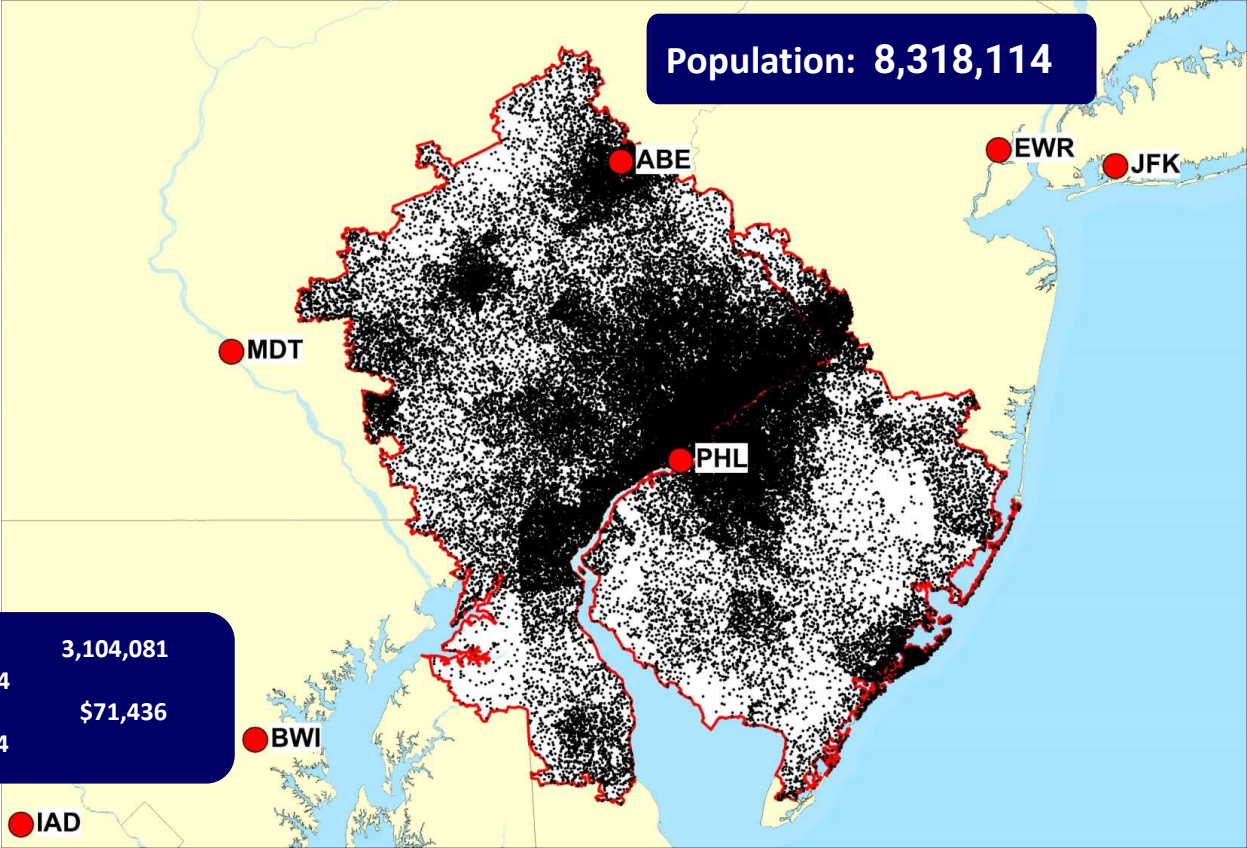 Population: 8,318,114
EWR
JFK
ABE
MDT
PHL
3,104,081
4
$71,436
4
BWI
IAD